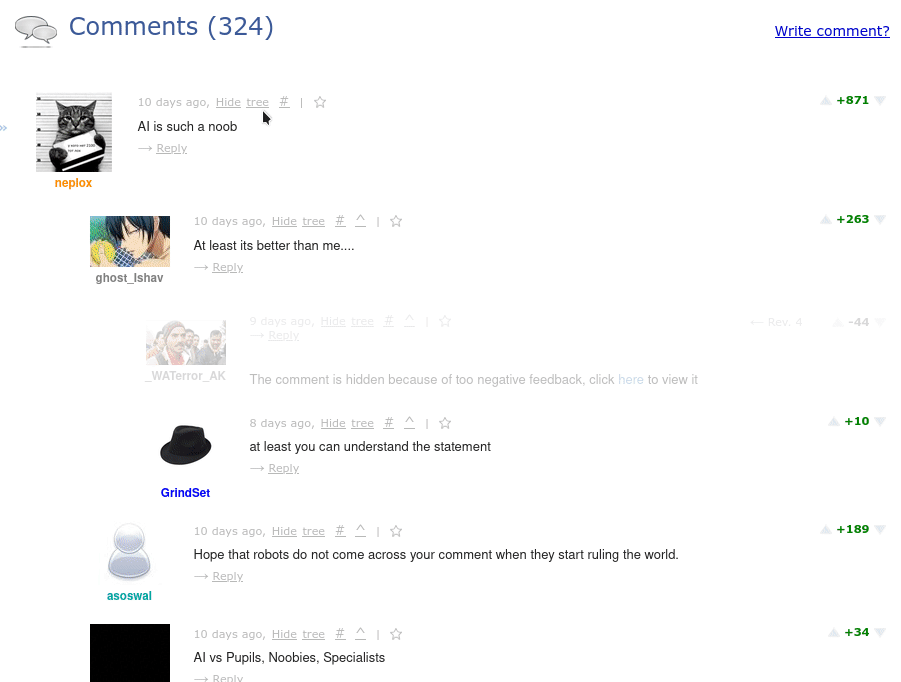 Comments (324)
Write comment?
10 days ago, Hide tree # | ☆ +871
AI is such a noob
→ Reply
neplox
10 days ago, Hide tree # ^ | ☆ +263
At least its better than me....
→ Reply
ghost_lshav
9 days ago, Hide tree # ^ | ☆ ← Rev. 4 -44
→ Reply
_WATerror_AK
The comment is hidden because of too negative feedback, click here to view it
8 days ago, Hide tree # ^ | ☆ +10
at least you can understand the statement
→ Reply
GrindSet
10 days ago, Hide tree # ^ | ☆ +189
Hope that robots do not come across your comment when they start ruling the world.
→ Reply
asoswal
10 days ago, Hide tree # ^ | ☆ +34
AI vs Pupils, Noobies, Specialists
→ Reply